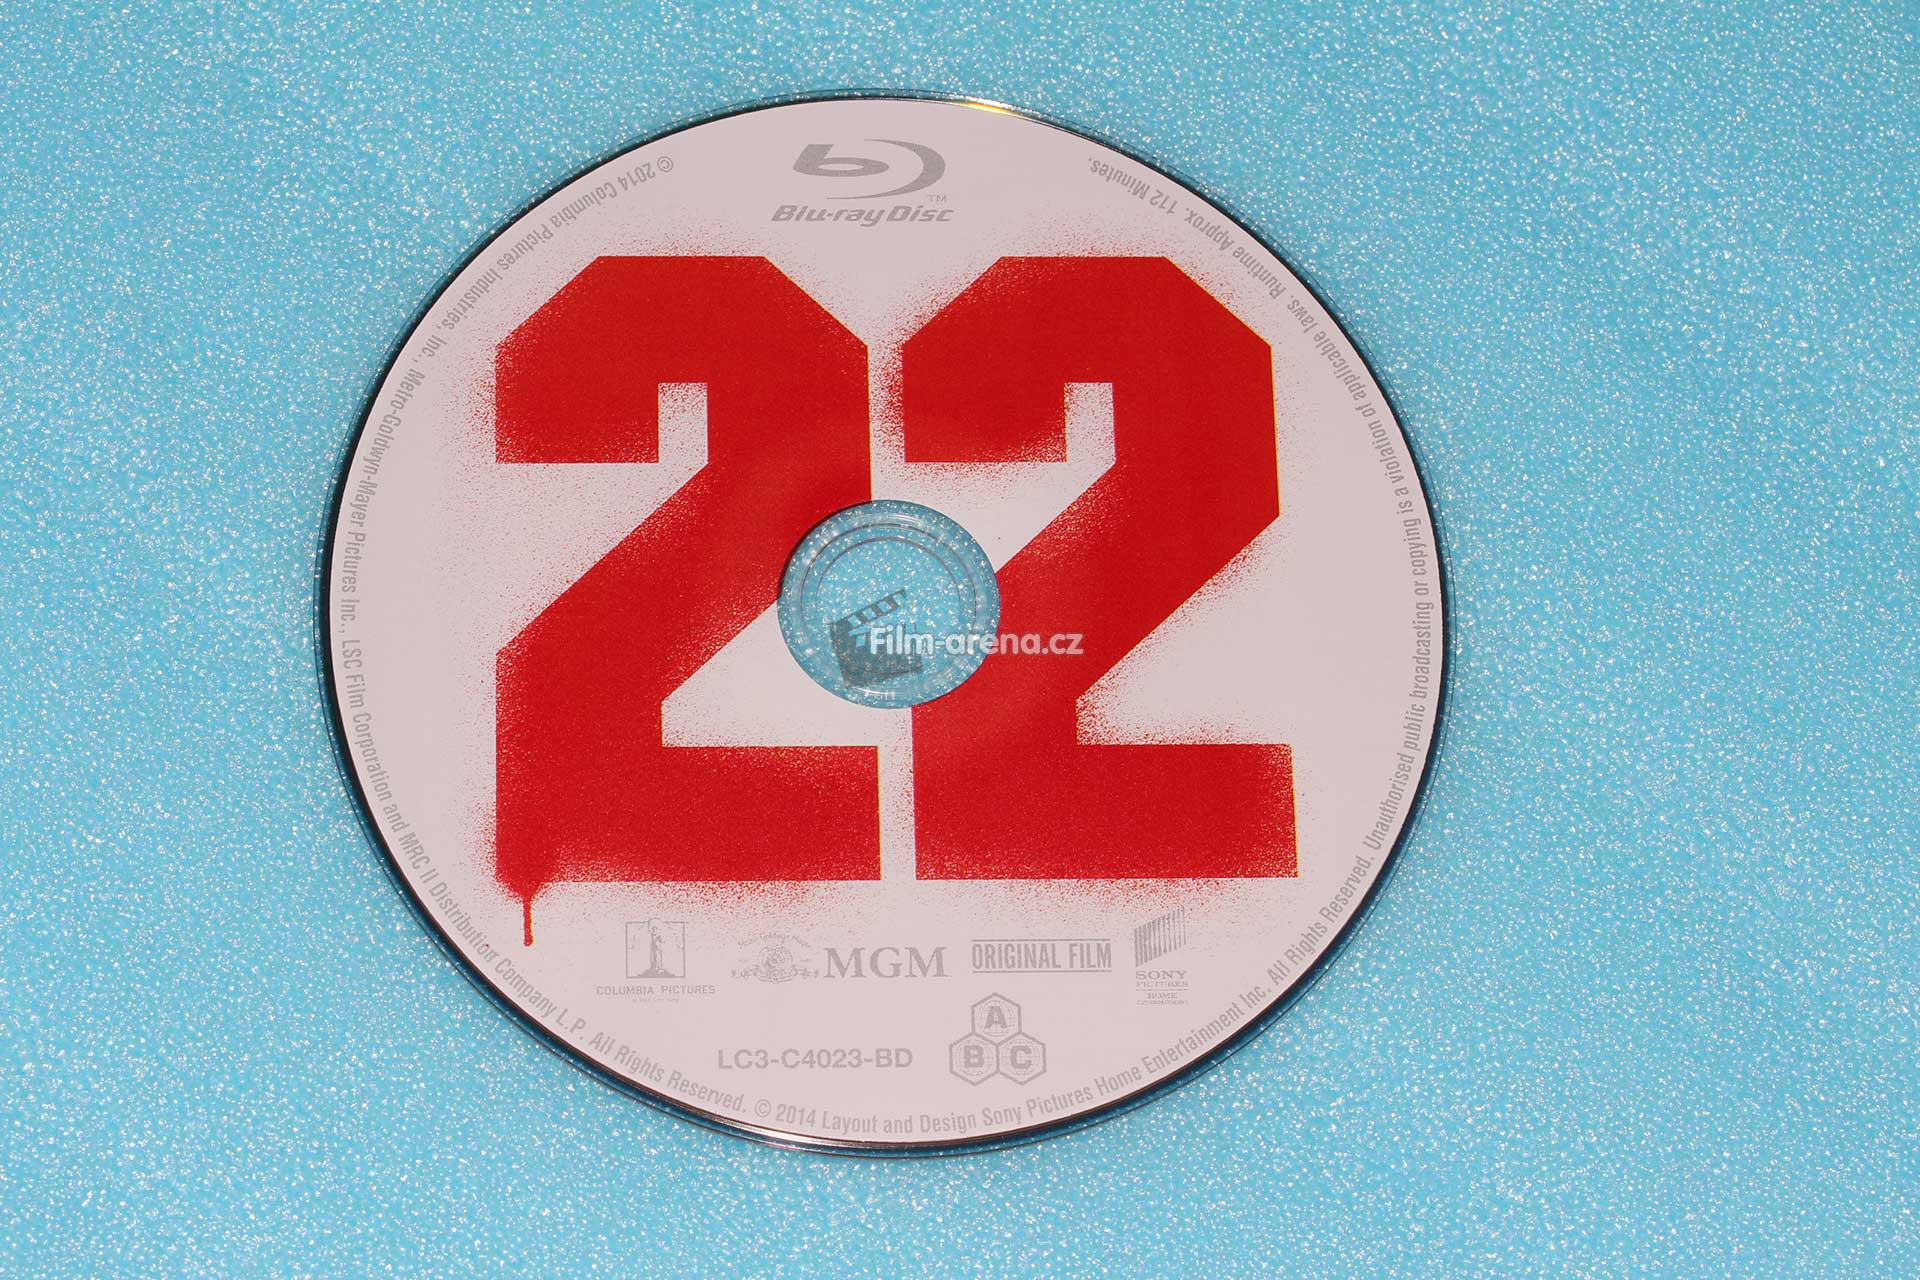 Blu-ray Disc
TM
22
Film-arena.cz
COLUMBIA PICTURES
MGM
ORIGINAL FILM
SONY
PICTURES
HOME
LC3-C4023-BD
A
B C
© 2014 Columbia Pictures Industries, Inc., Metro-Goldwyn-Mayer Pictures Inc., LSC Film Corporation and MRC II Distribution Company L.P. All Rights Reserved. © 2014 Layout and Design Sony Pictures Home Entertainment Inc. All Rights Reserved. Unauthorised public broadcasting or copying is a violation of applicable laws. Runtime Approx. 112 Minutes.